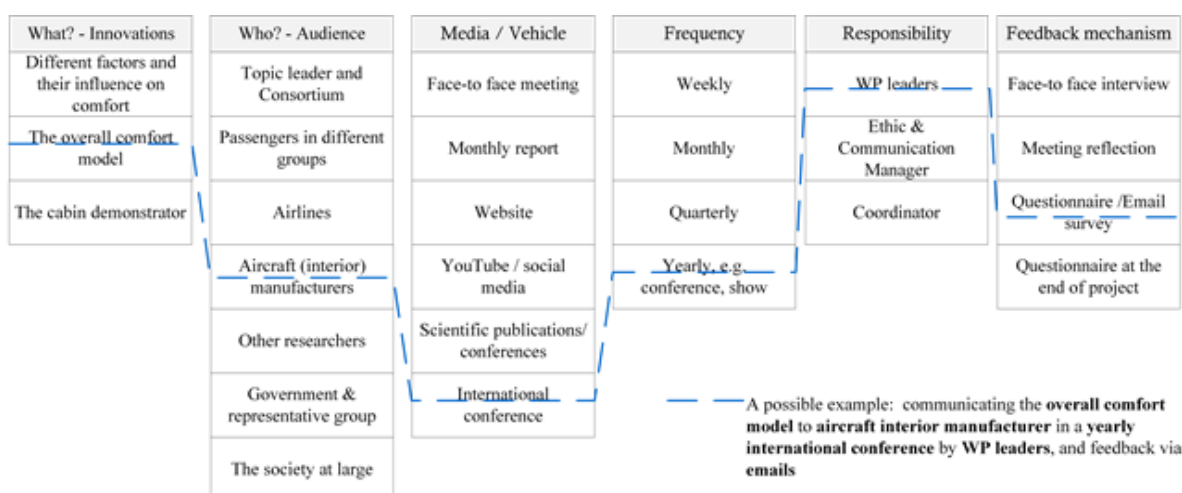 What? - Innovations
Different factors and
their influence on
comfort
The overall comfort
model
The cabin demonstrator
Who? - Audience
Topic leader and
Consortium
Passengers in different
groups
Airlines
Aircraft (interior)
manufacturers
Other researchers
Government &
representative group
The society at large
Media / Vehicle
Face-to face meeting
Monthly report
Website
YouTube / social
media
Scientific publications/
conferences
International
conference
Frequency
Weekly
Monthly
Quarterly
Yearly, e.g.
conference, show
Responsibility
WP leaders
Ethic &
Communication
Manager
Coordinator
Feedback mechanism
Face-to face interview
Meeting reflection
Questionnaire /Email
survey
Questionnaire at the
end of project
A possible example: communicating the overall comfort
model to aircraft interior manufacturer in a yearly
international conference by WP leaders, and feedback via
emails